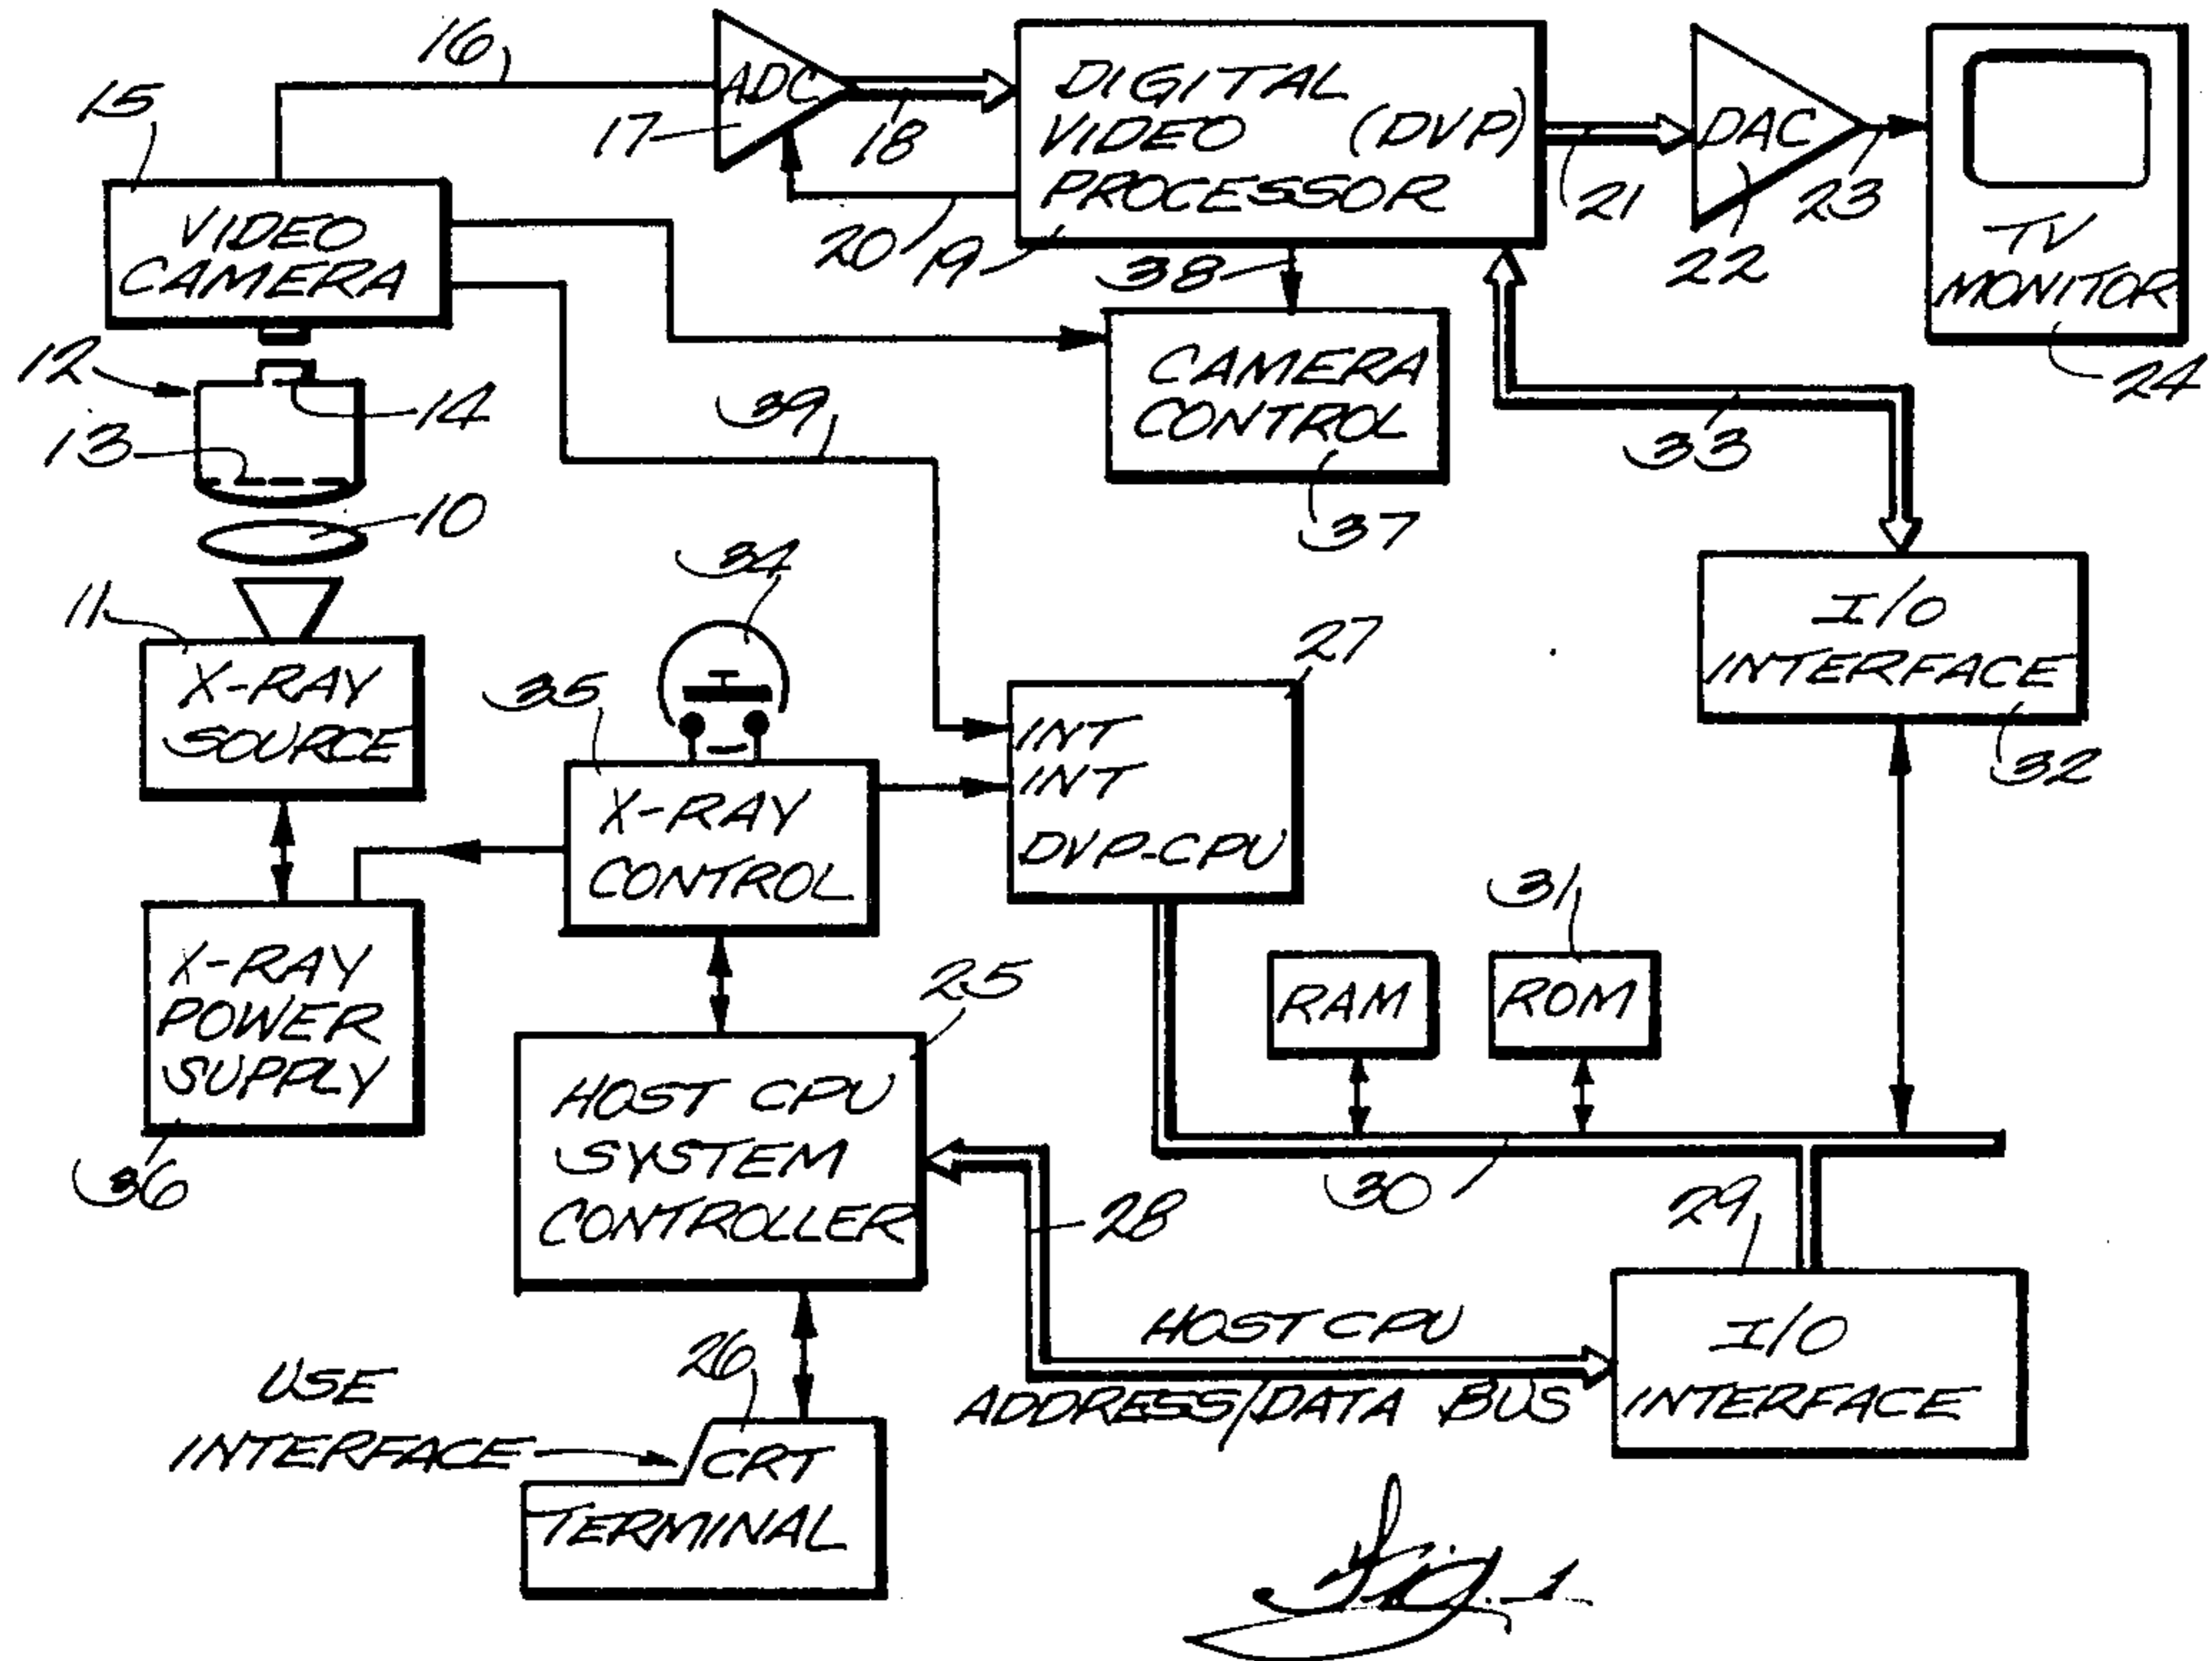 16
15
ADC
17
18
DIGITAL
VIDEO (DVP)
PROCESSOR
20
19
21
DAC
22
23
TV
MONITOR
24
VIDEO
CAMERA
12
13
14
10
38
CAMERA
CONTROL
37
39
33
11
X-RAY
SOURCE
34
35
X-RAY
CONTROL
27
INT
INT
DVP-CPU
I/O
INTERFACE
32
X-RAY
POWER
SUPPLY
36
25
HOST CPU
SYSTEM
CONTROLLER
RAM
31
ROM
30
28
29
HOST CPU
ADDRESS/DATA BUS
I/O
INTERFACE
USE
INTERFACE
26
CRT
TERMINAL
Fig.-1